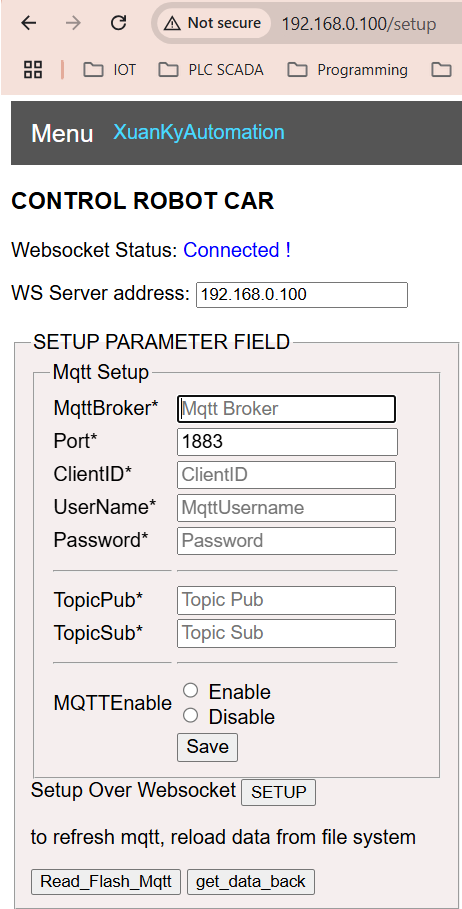 Not secure 192.168.0.100/setup
IOT PLC SCADA Programming
Menu XuanKyAutomation
CONTROL ROBOT CAR
Websocket Status: Connected !
WS Server address: 192.168.0.100
SETUP PARAMETER FIELD
Mqtt Setup
MqttBroker* Mqtt Broker
Port* 1883
ClientID* ClientID
UserName* MqttUsername
Password* Password
TopicPub* Topic Pub
TopicSub* Topic Sub
MQTTEnable Enable
Disable
Save
Setup Over Websocket SETUP
to refresh mqtt, reload data from file system
Read_Flash_Mqtt get_data_back